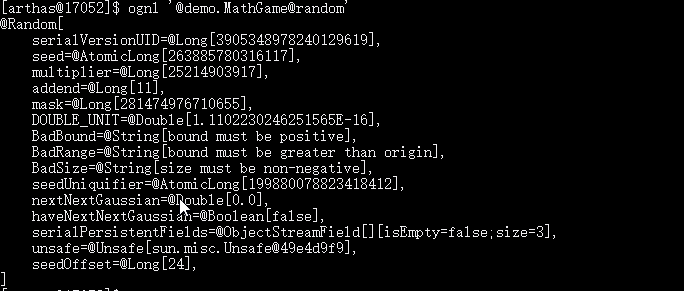 [arthas@17052]$ ognl '@demo.MathGame@random'
@Random[
    serialVersionUID=@Long[3905348978240129619],
    seed=@AtomicLong[263885780316117],
    multiplier=@Long[25214903917],
    addend=@Long[11],
    mask=@Long[281474976710655],
    DOUBLE_UNIT=@Double[1.1102230246251565E-16],
    BadBound=@String[bound must be positive],
    BadRange=@String[bound must be greater than origin],
    BadSize=@String[size must be non-negative],
    seedUniquifier=@AtomicLong[199880078823418412],
    nextNextGaussian=@Double[0.0],
    haveNextNextGaussian=@Boolean[false],
    serialPersistentFields=@ObjectStreamField[][isEmpty=false;size=3],
    unsafe=@Unsafe[sun.misc.Unsafe@49e4d9f9],
    seedOffset=@Long[24],
]